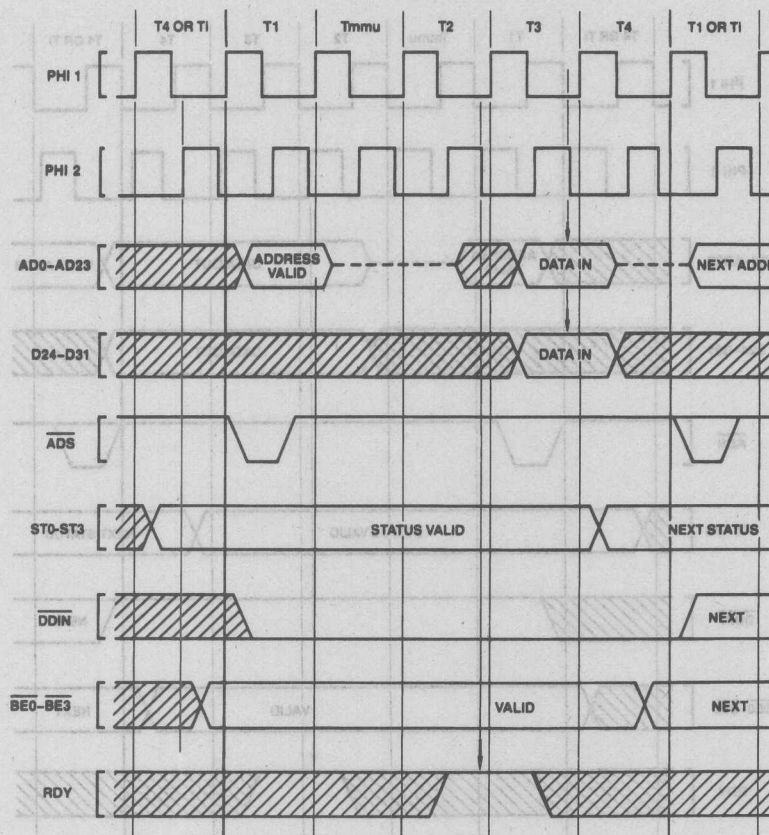 T4 OR Ti T1 Tmmu T2 T3 T4 T1 OR Ti
PHI 1
PHI 2
AD0–AD23 ADDRESS VALID DATA IN NEXT ADD
D24–D31 DATA IN
ADS
ST0-ST3 STATUS VALID NEXT STATUS
DDIN NEXT
BE0–BE3 VALID NEXT
RDY